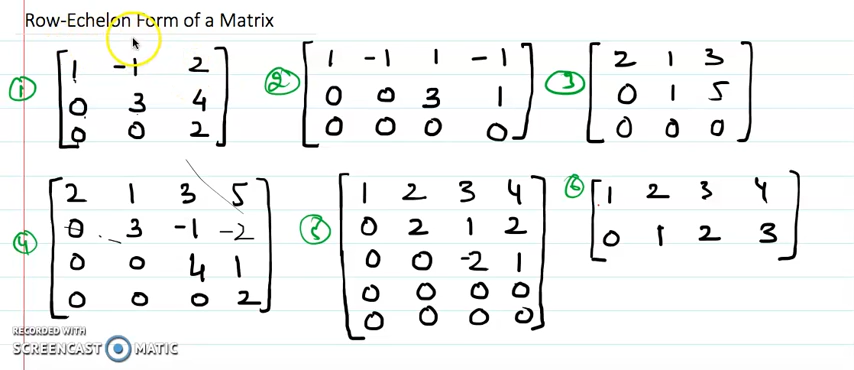 Row-Echelon Form of a Matrix
① [1 -1 2
0 3 4
0 0 2]
② [1 -1 1 -1
0 0 3 1
0 0 0 0]
③ [2 1 3
0 1 5
0 0 0]
④ [2 1 3 5
0 3 -1 -2
0 0 4 1
0 0 0 2]
⑤ [1 2 3 4
0 2 1 2
0 0 -2 1
0 0 0 0
0 0 0 0]
⑥ [1 2 3 4
0 1 2 3]
RECORDED WITH
SCREENCAST MATIC